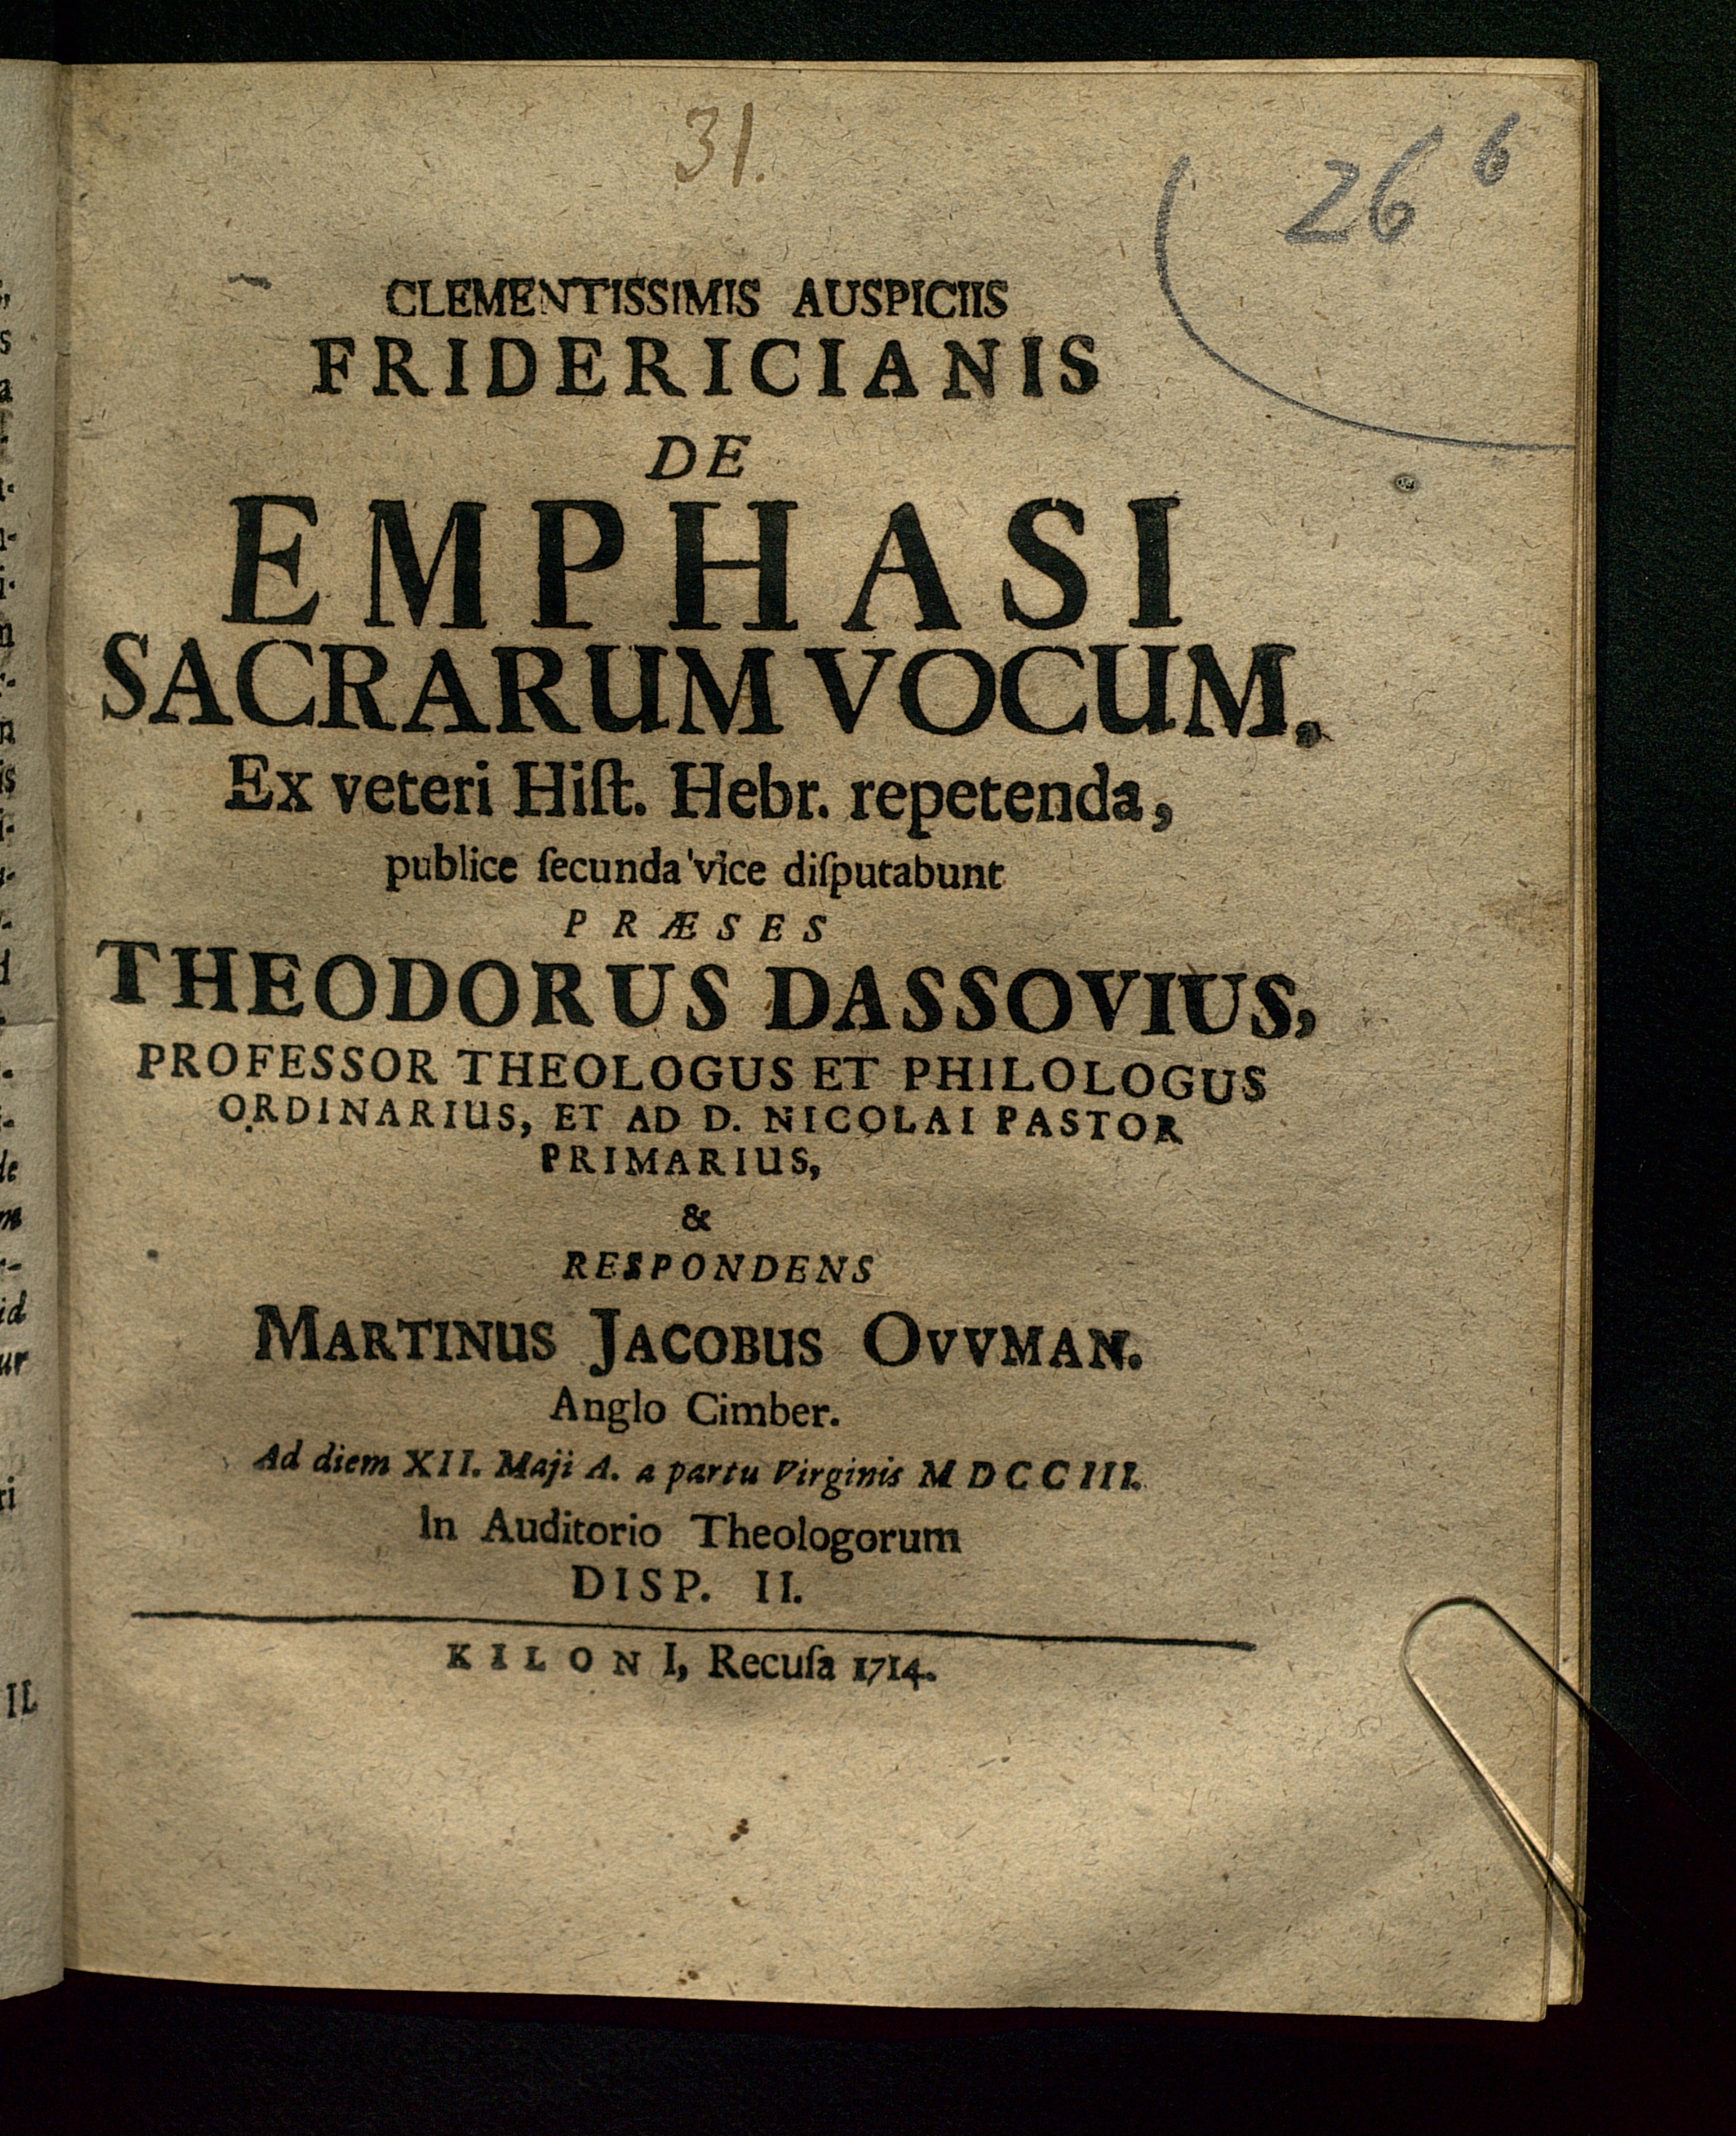 31.
26 6
CLEMENTISSIMIS AUSPICIIS
FRIDERICIANIS
DE
EMPHASI
SACRARUM VOCUM.
Ex veteri Hiſt. Hebr. repetenda,
publice ſecunda vice diſputabunt
PRÆSES
THEODORUS DASSOVIUS,
PROFESSOR THEOLOGUS ET PHILOLOGUS
ORDINARIUS, ET AD D. NICOLAI PASTOR
PRIMARIUS,
&
RESPONDENS
MARTINUS JACOBUS OVVMAN.
Anglo Cimber.
Ad diem XII. Maji A. a partu Virginis MDCCIII.
In Auditorio Theologorum
DISP. II.
KILONI, Recuſa 1714.